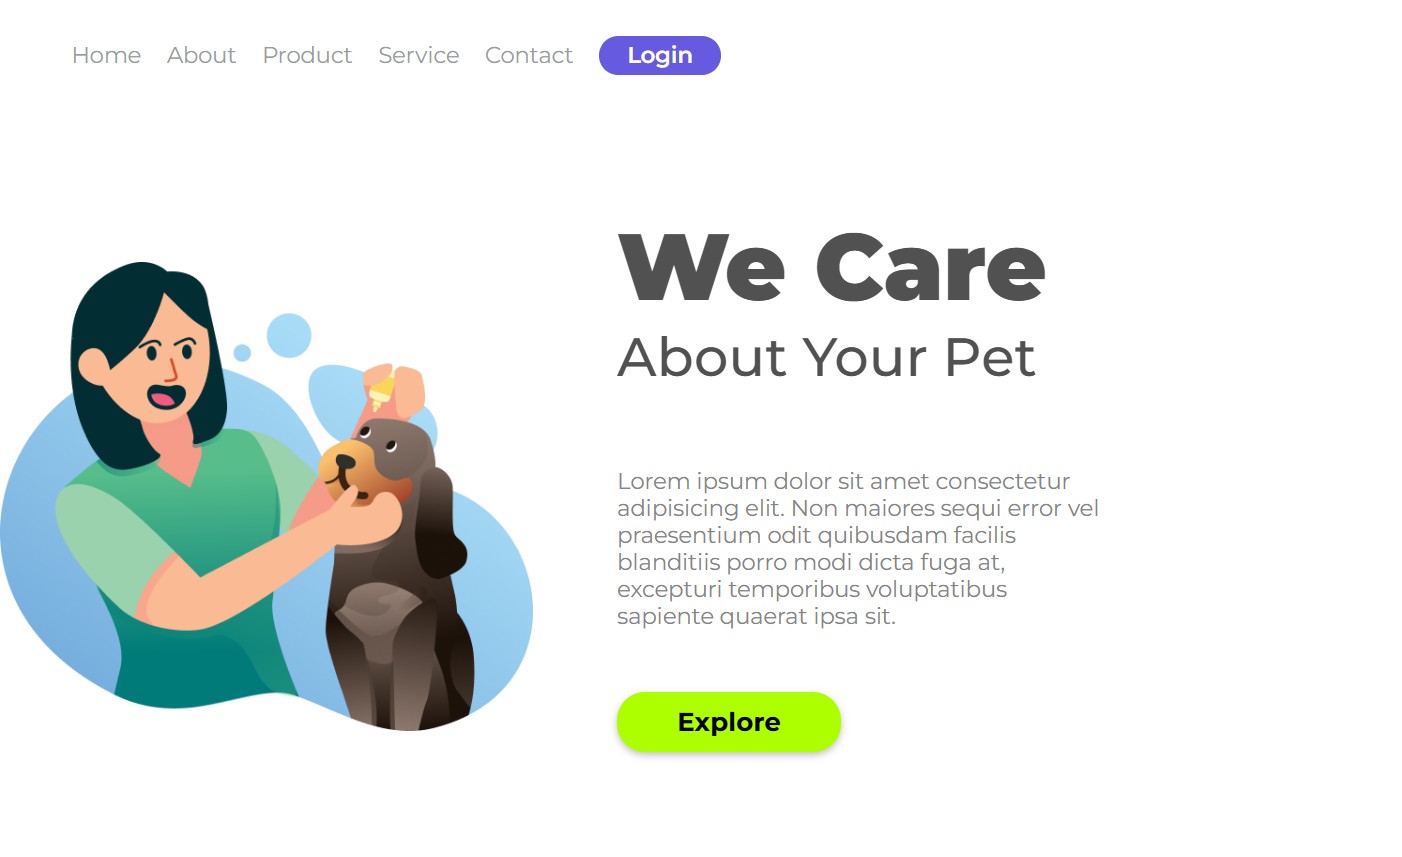 Home About Product Service Contact Login
We Care
About Your Pet
Lorem ipsum dolor sit amet consectetur
adipisicing elit. Non maiores sequi error vel
praesentium odit quibusdam facilis
blanditiis porro modi dicta fuga at,
excepturi temporibus voluptatibus
sapiente quaerat ipsa sit.
Explore